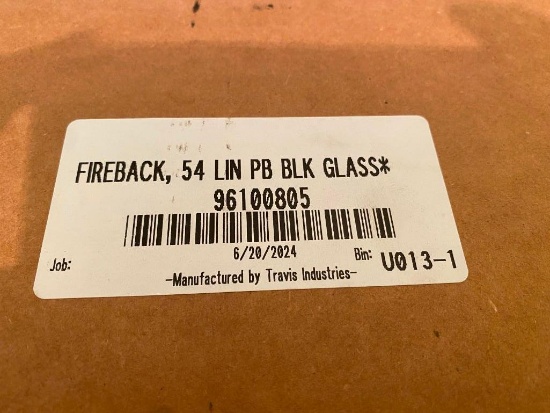 FIREBACK, 54 LIN PB BLK GLASS*
96100805
6/20/2024
Job: Bin: U013-1
-Manufactured by Travis Industries-